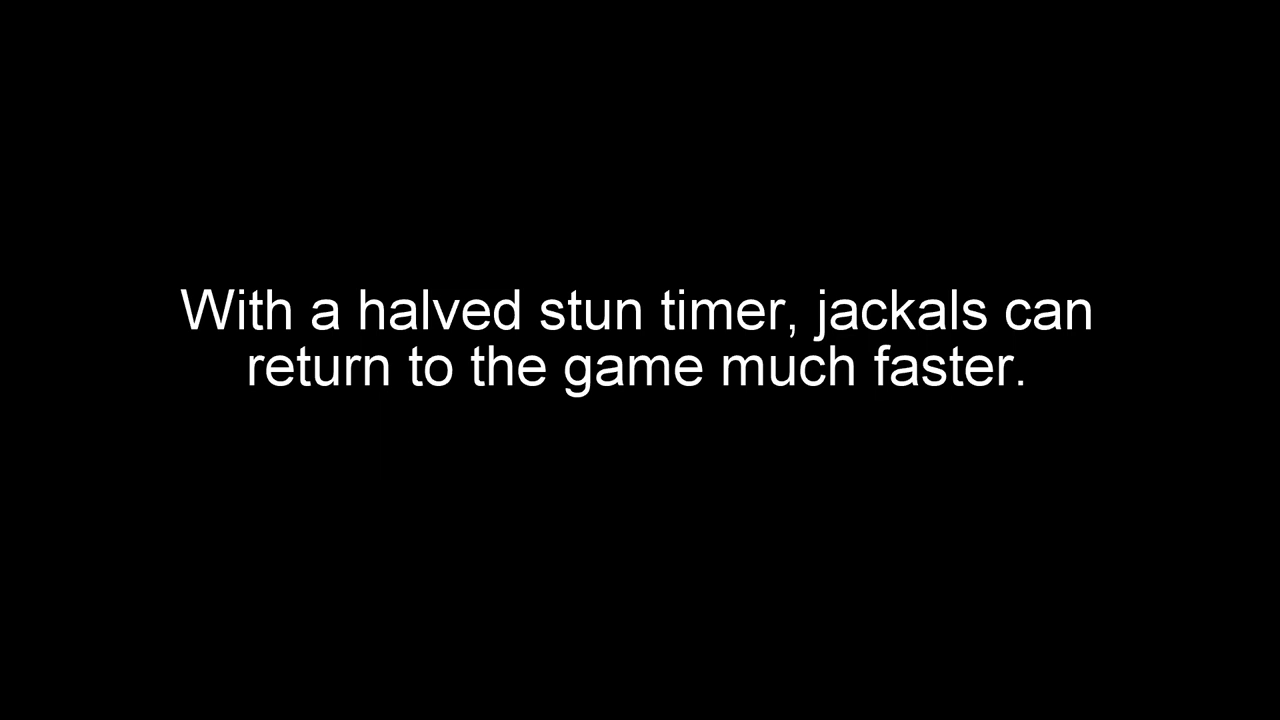 With a halved stun timer, jackals can
return to the game much faster.